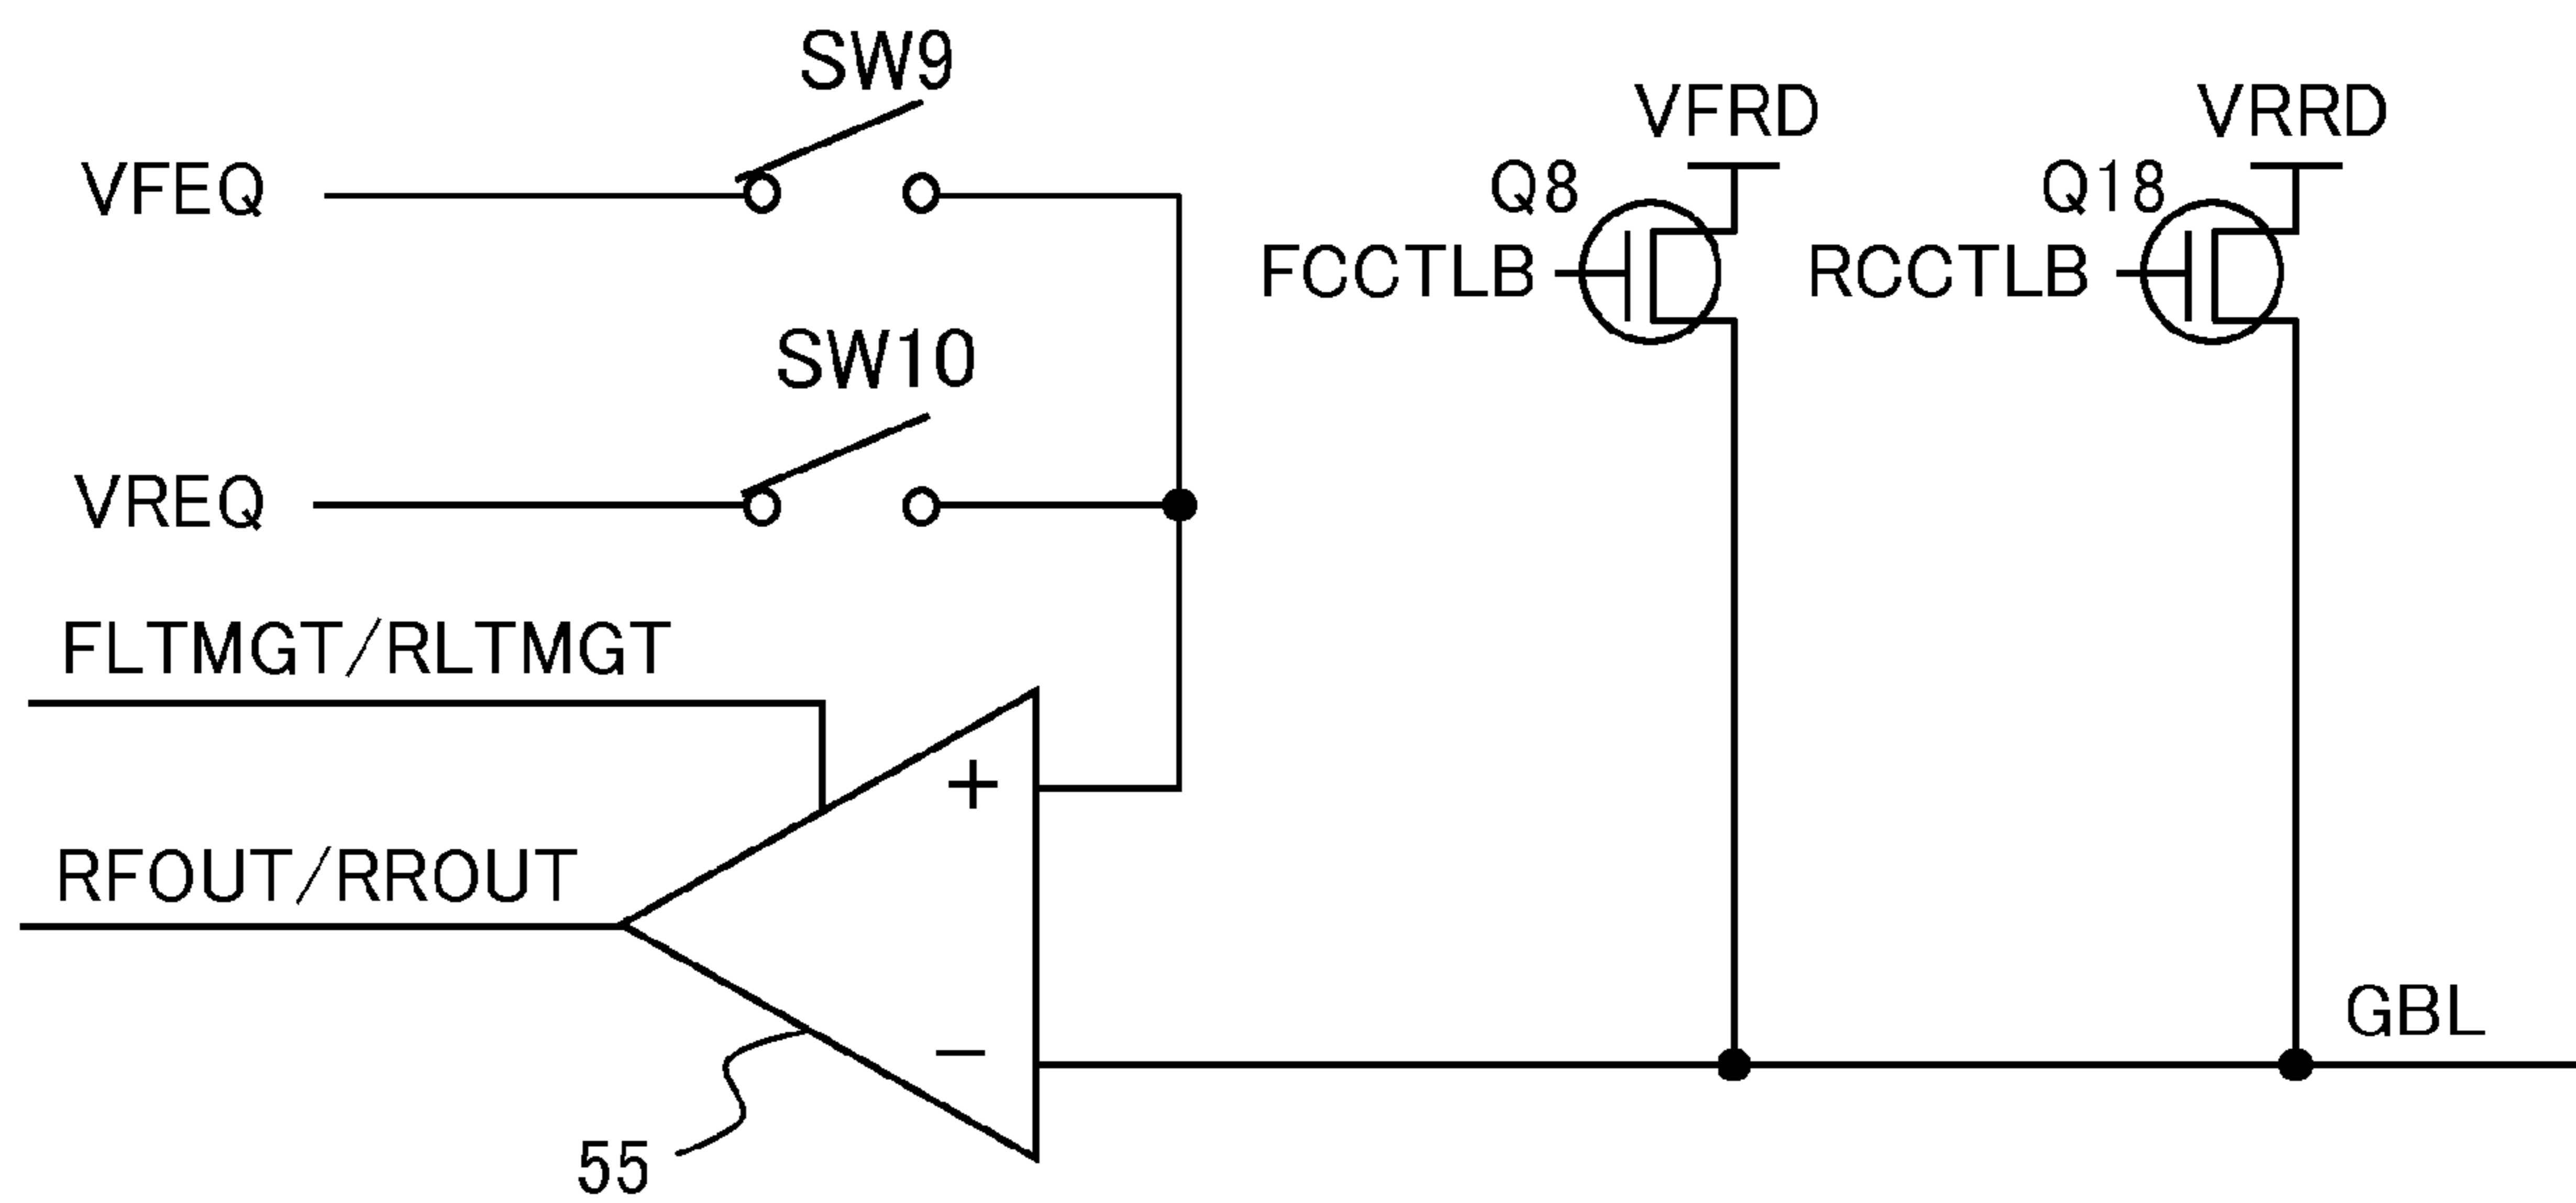 SW9
VFEQ
SW10
VREQ
FLTMGT/RLTMGT
RFOUT/RROUT
+
−
55
VFRD
Q8
FCCTLB
VRRD
Q18
RCCTLB
GBL